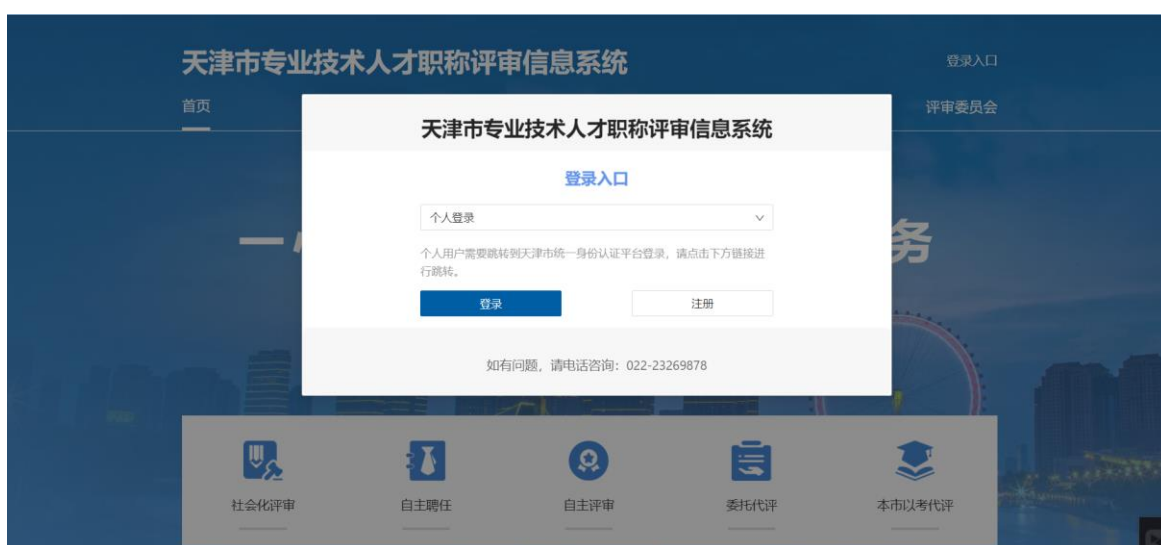 天津市专业技术人才职称评审信息系统
登录入口
首页
评审委员会
天津市专业技术人才职称评审信息系统
登录入口
个人登录
个人用户需要跳转到天津市统一身份认证平台登录，请点击下方链接进
行跳转。
登录
注册
一
务
如有问题，请电话咨询：022-23269878
社会化评审
自主聘任
自主评审
委托代评
本市以考代评